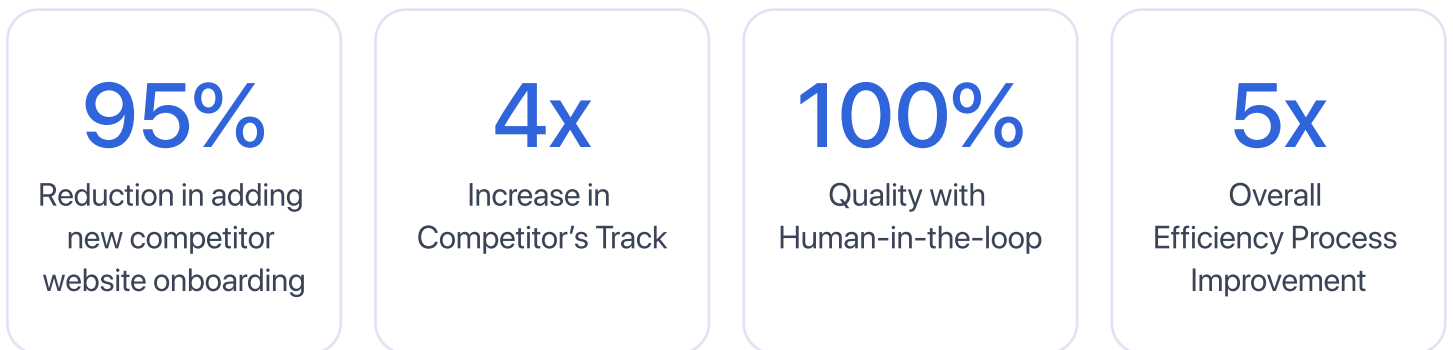 95%
Reduction in adding
new competitor
website onboarding
4x
Increase in
Competitor’s Track
100%
Quality with
Human-in-the-loop
5x
Overall
Efficiency Process
Improvement